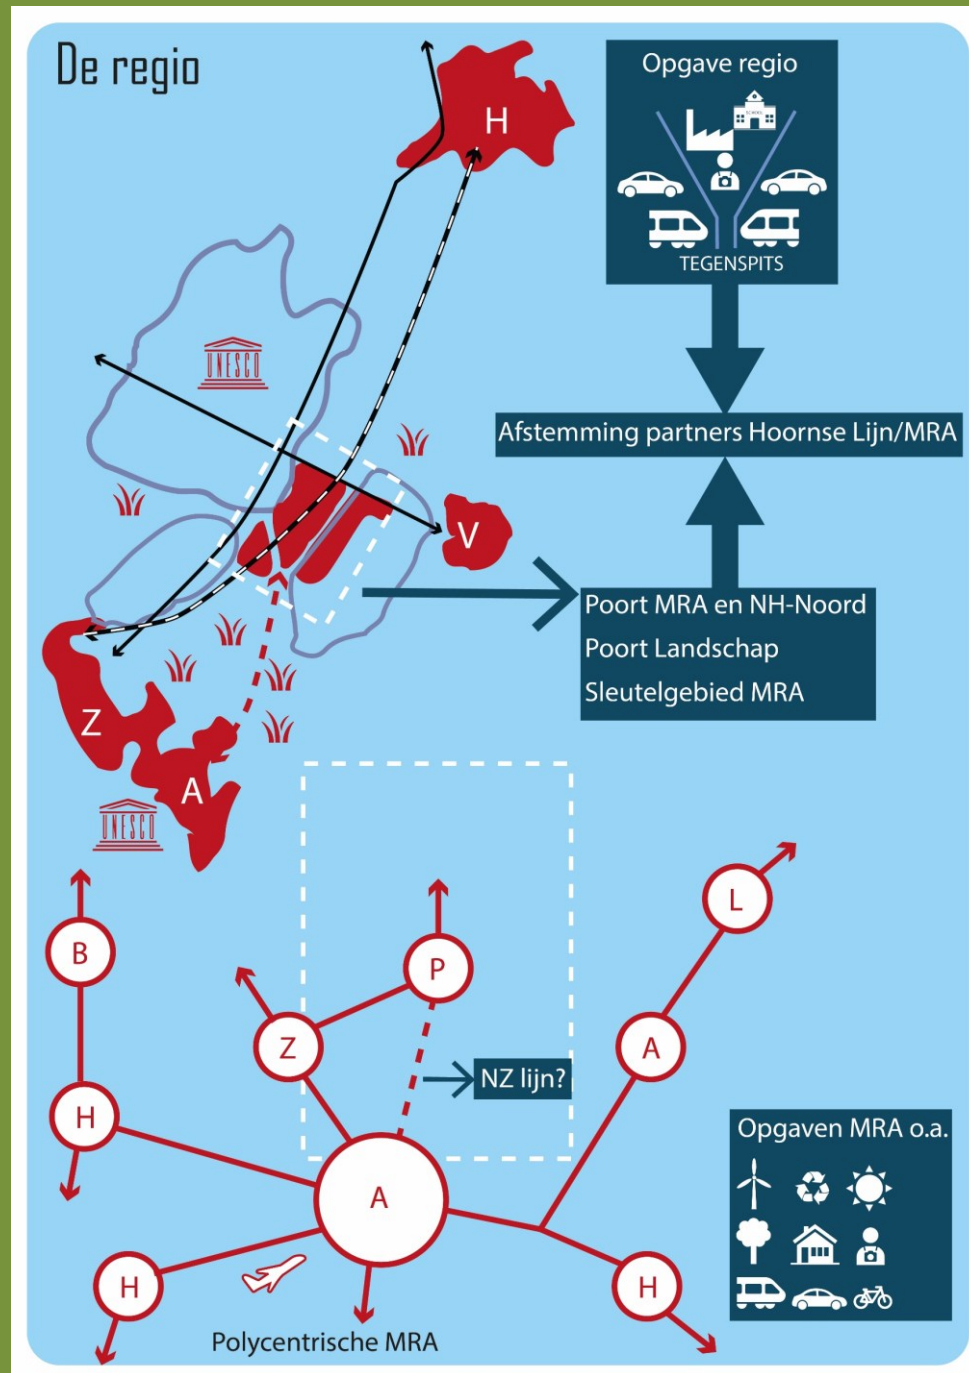 De regio
H
Opgave regio
SCHOOL
TEGENSPITS
UNESCO
Afstemming partners Hoornse Lijn/MRA
V
Poort MRA en NH-Noord
Poort Landschap
Sleutelgebied MRA
Z
A
UNESCO
L
B
P
Z
A
NZ lijn?
H
Opgaven MRA o.a.
A
H
H
Polycentrische MRA